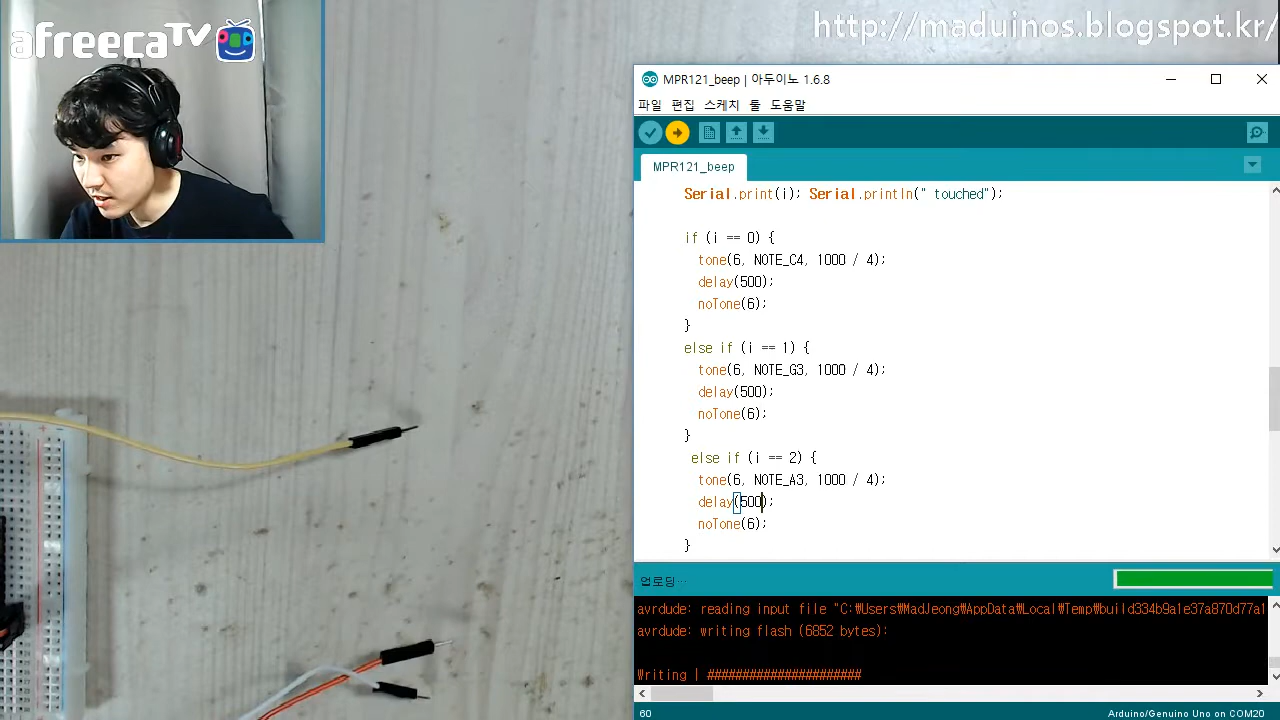 afreecaTV
http://maduinos.blogspot.kr/
MPR121_beep | 아두이노 1.6.8
파일 편집 스케치 툴 도움말
MPR121_beep
Serial.print(i); Serial.println(" touched");
if (i == 0) {
tone(6, NOTE_C4, 1000 / 4);
delay(500);
noTone(6);
}
else if (i == 1) {
tone(6, NOTE_G3, 1000 / 4);
delay(500);
noTone(6);
}
else if (i == 2) {
tone(6, NOTE_A3, 1000 / 4);
delay(500);
noTone(6);
}
업로딩…
avrdude: reading input file "C:\Users\MadJeong\AppData\Local\Temp\build334b9a1e37a870d77a1
avrdude: writing flash (6852 bytes):
Writing | ######################
60
Arduino/Genuino Uno on COM20